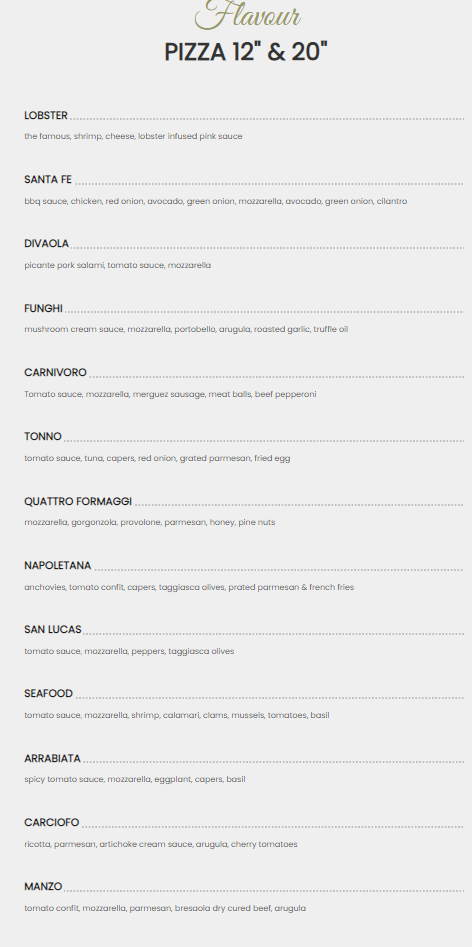 Flavour
PIZZA 12" & 20"
LOBSTER
the famous, shrimp, cheese, lobster infused pink sauce
SANTA FE
bbq sauce, chicken, red onion, avocado, green onion, mozzarella, avocado, green onion, cilantro
DIVAOLA
picante pork salami, tomato sauce, mozzarella
FUNGHI
mushroom cream sauce, mozzarella, portobello, arugula, roasted garlic, truffle oil
CARNIVORO
Tomato sauce, mozzarella, merguez sausage, meat balls, beef pepperoni
TONNO
tomato sauce, tuna, capers, red onion, grated parmesan, fried egg
QUATTRO FORMAGGI
mozzarella, gorgonzola, provolone, parmesan, honey, pine nuts
NAPOLETANA
anchovies, tomato confit, capers, taggiasca olives, prated parmesan & french fries
SAN LUCAS
tomato sauce, mozzarella, peppers, taggiasca olives
SEAFOOD
tomato sauce, mozzarella, shrimp, calamari, clams, mussels, tomatoes, basil
ARRABIATA
spicy tomato sauce, mozzarella, eggplant, capers, basil
CARCIOFO
ricotta, parmesan, artichoke cream sauce, arugula, cherry tomatoes
MANZO
tomato confit, mozzarella, parmesan, bresaola dry cured beef, arugula